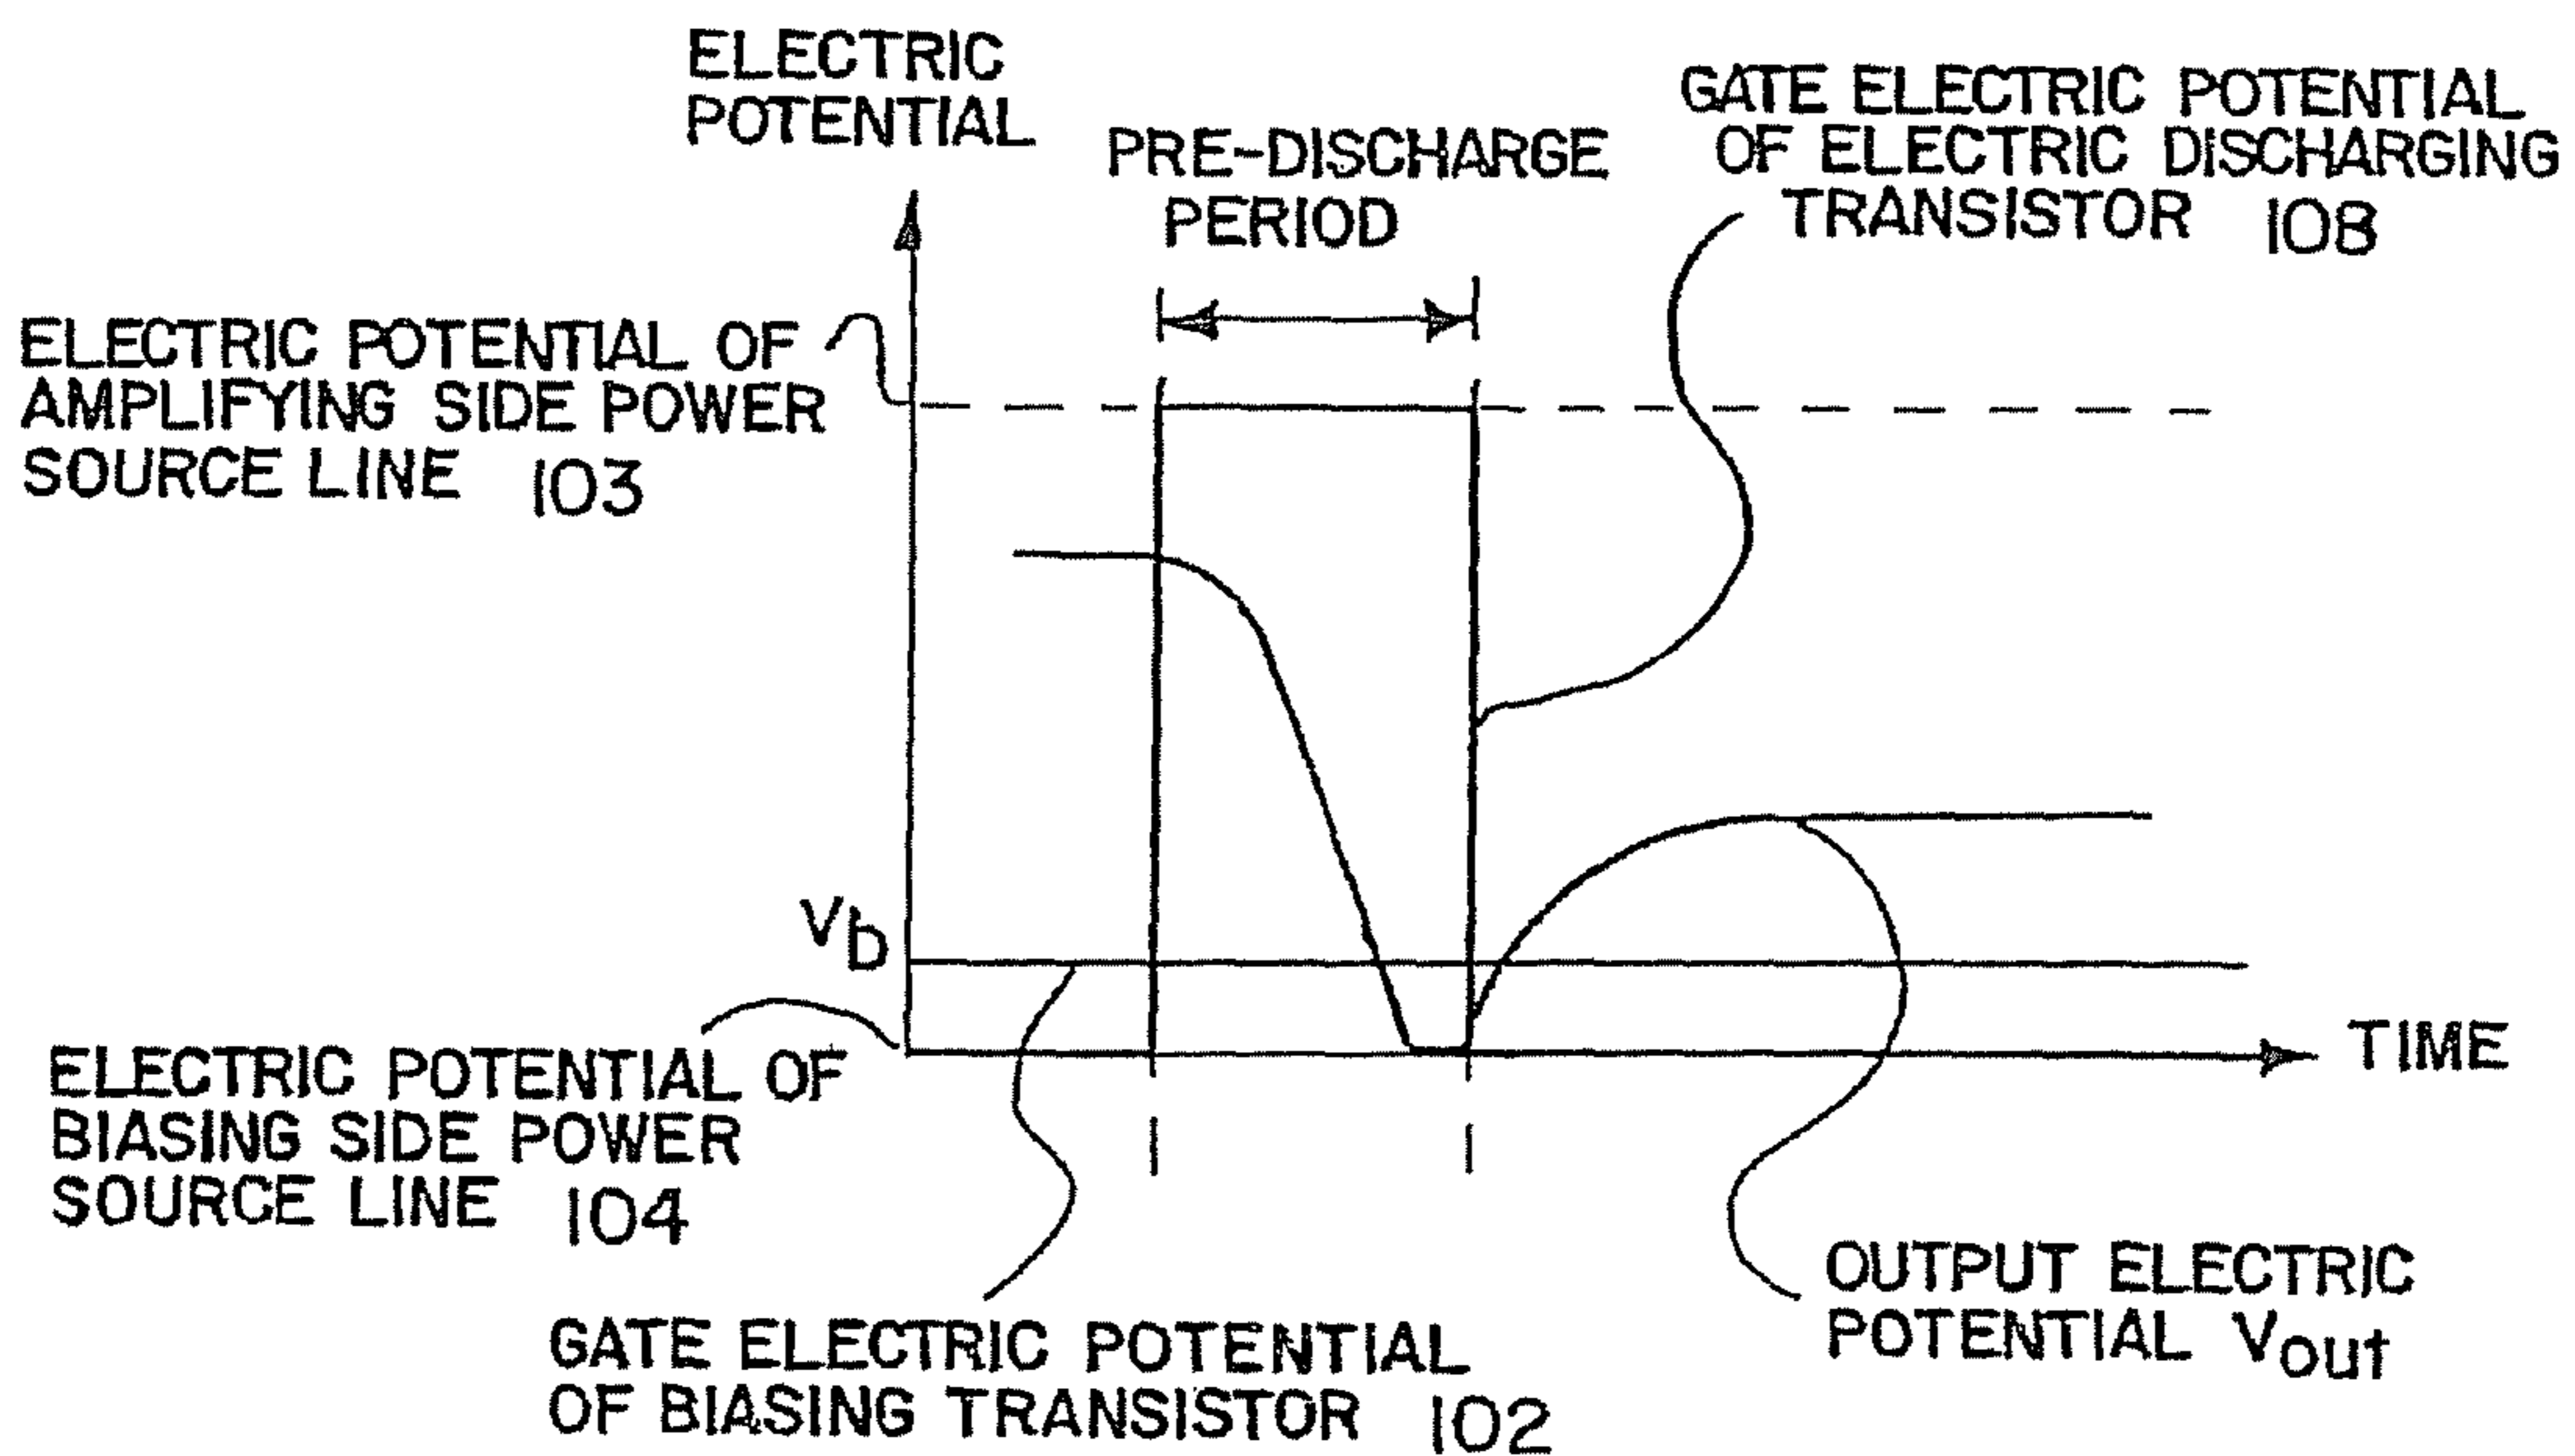 ELECTRIC
POTENTIAL
PRE-DISCHARGE
PERIOD
GATE ELECTRIC POTENTIAL
OF ELECTRIC DISCHARGING
TRANSISTOR 108
ELECTRIC POTENTIAL OF
AMPLIFYING SIDE POWER
SOURCE LINE 103
Vb
TIME
ELECTRIC POTENTIAL OF
BIASING SIDE POWER
SOURCE LINE 104
OUTPUT ELECTRIC
POTENTIAL Vout
GATE ELECTRIC POTENTIAL
OF BIASING TRANSISTOR 102